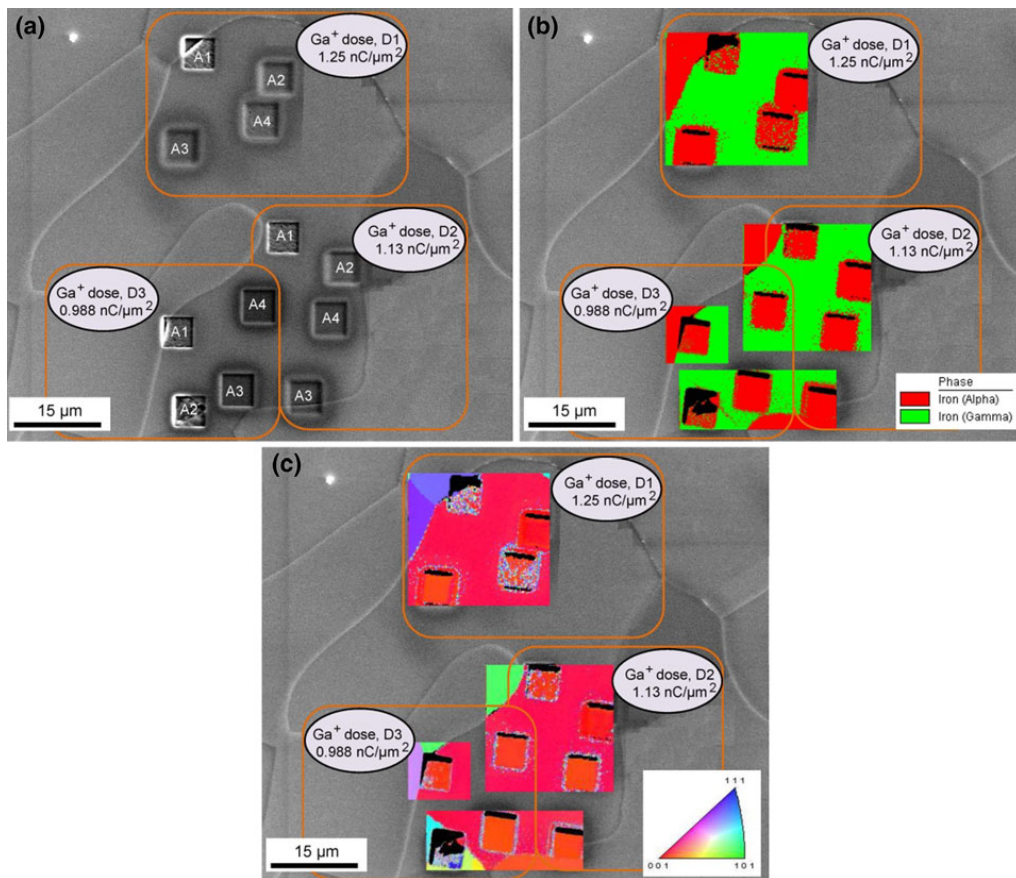 (a)
Ga⁺ dose, D1
1.25 nC/µm²
A1
A2
A4
A3
A1
Ga⁺ dose, D2
1.13 nC/µm²
A2
Ga⁺ dose, D3
0.988 nC/µm²
A4
A4
A1
A3
A3
A2
15 µm
(b)
Ga⁺ dose, D1
1.25 nC/µm²
Ga⁺ dose, D2
1.13 nC/µm²
Ga⁺ dose, D3
0.988 nC/µm²
Phase
Iron (Alpha)
Iron (Gamma)
15 µm
(c)
Ga⁺ dose, D1
1.25 nC/µm²
Ga⁺ dose, D2
1.13 nC/µm²
Ga⁺ dose, D3
0.988 nC/µm²
111
001
101
15 µm